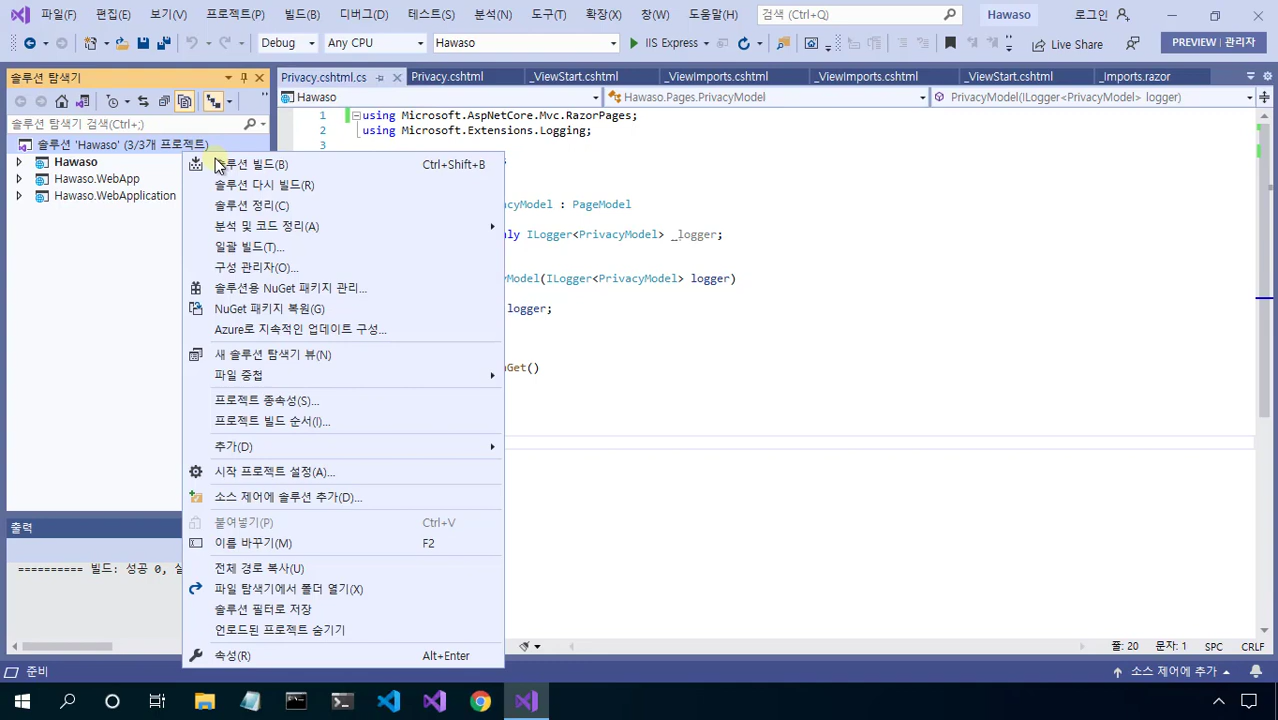 파일(F) 편집(E) 보기(V) 프로젝트(P) 빌드(B) 디버그(D) 테스트(S) 분석(N) 도구(T) 확장(X) 창(W) 도움말(H) 검색 (Ctrl+Q) Hawaso 로그인
Debug Any CPU Hawaso IIS Express Live Share PREVIEW | 관리자
솔루션 탐색기
Privacy.cshtml.cs Privacy.cshtml _ViewStart.cshtml _ViewImports.cshtml _ViewImports.cshtml _ViewStart.cshtml _Imports.razor
Hawaso Hawaso.Pages.PrivacyModel PrivacyModel(ILogger<PrivacyModel> logger)
솔루션 탐색기 검색(Ctrl+;)
솔루션 'Hawaso' (3/3개 프로젝트)
Hawaso
Hawaso.WebApp
Hawaso.WebApplication
1 using Microsoft.AspNetCore.Mvc.RazorPages;
2 using Microsoft.Extensions.Logging;
3
;
acyModel : PageModel
nly ILogger<PrivacyModel> _logger;
yModel(ILogger<PrivacyModel> logger)
logger;
Get()
솔루션 빌드(B) Ctrl+Shift+B
솔루션 다시 빌드(R)
솔루션 정리(C)
분석 및 코드 정리(A)
일괄 빌드(T)...
구성 관리자(O)...
솔루션용 NuGet 패키지 관리...
NuGet 패키지 복원(G)
Azure로 지속적인 업데이트 구성...
새 솔루션 탐색기 뷰(N)
파일 중첩
프로젝트 종속성(S)...
프로젝트 빌드 순서(I)...
추가(D)
시작 프로젝트 설정(A)...
소스 제어에 솔루션 추가(D)...
붙여넣기(P) Ctrl+V
이름 바꾸기(M) F2
전체 경로 복사(U)
파일 탐색기에서 폴더 열기(X)
솔루션 필터로 저장
언로드된 프로젝트 숨기기
속성(R) Alt+Enter
출력
========== 빌드: 성공 0,
줄: 20 문자: 1 SPC CRLF
준비 소스 제어에 추가